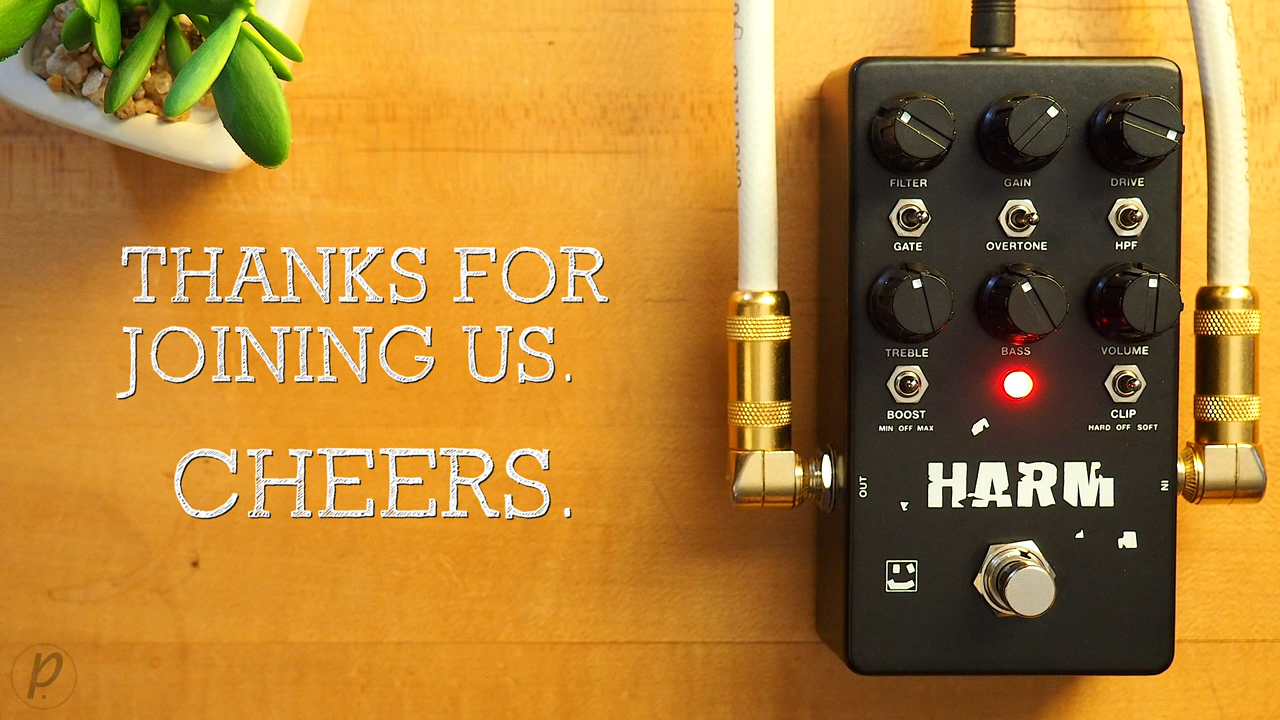 THANKS FOR
JOINING US.
CHEERS.
FILTER GAIN DRIVE
GATE OVERTONE HPF
TREBLE BASS VOLUME
BOOST CLIP
MIN OFF MAX HARD OFF SOFT
OUT HARM IN
p.